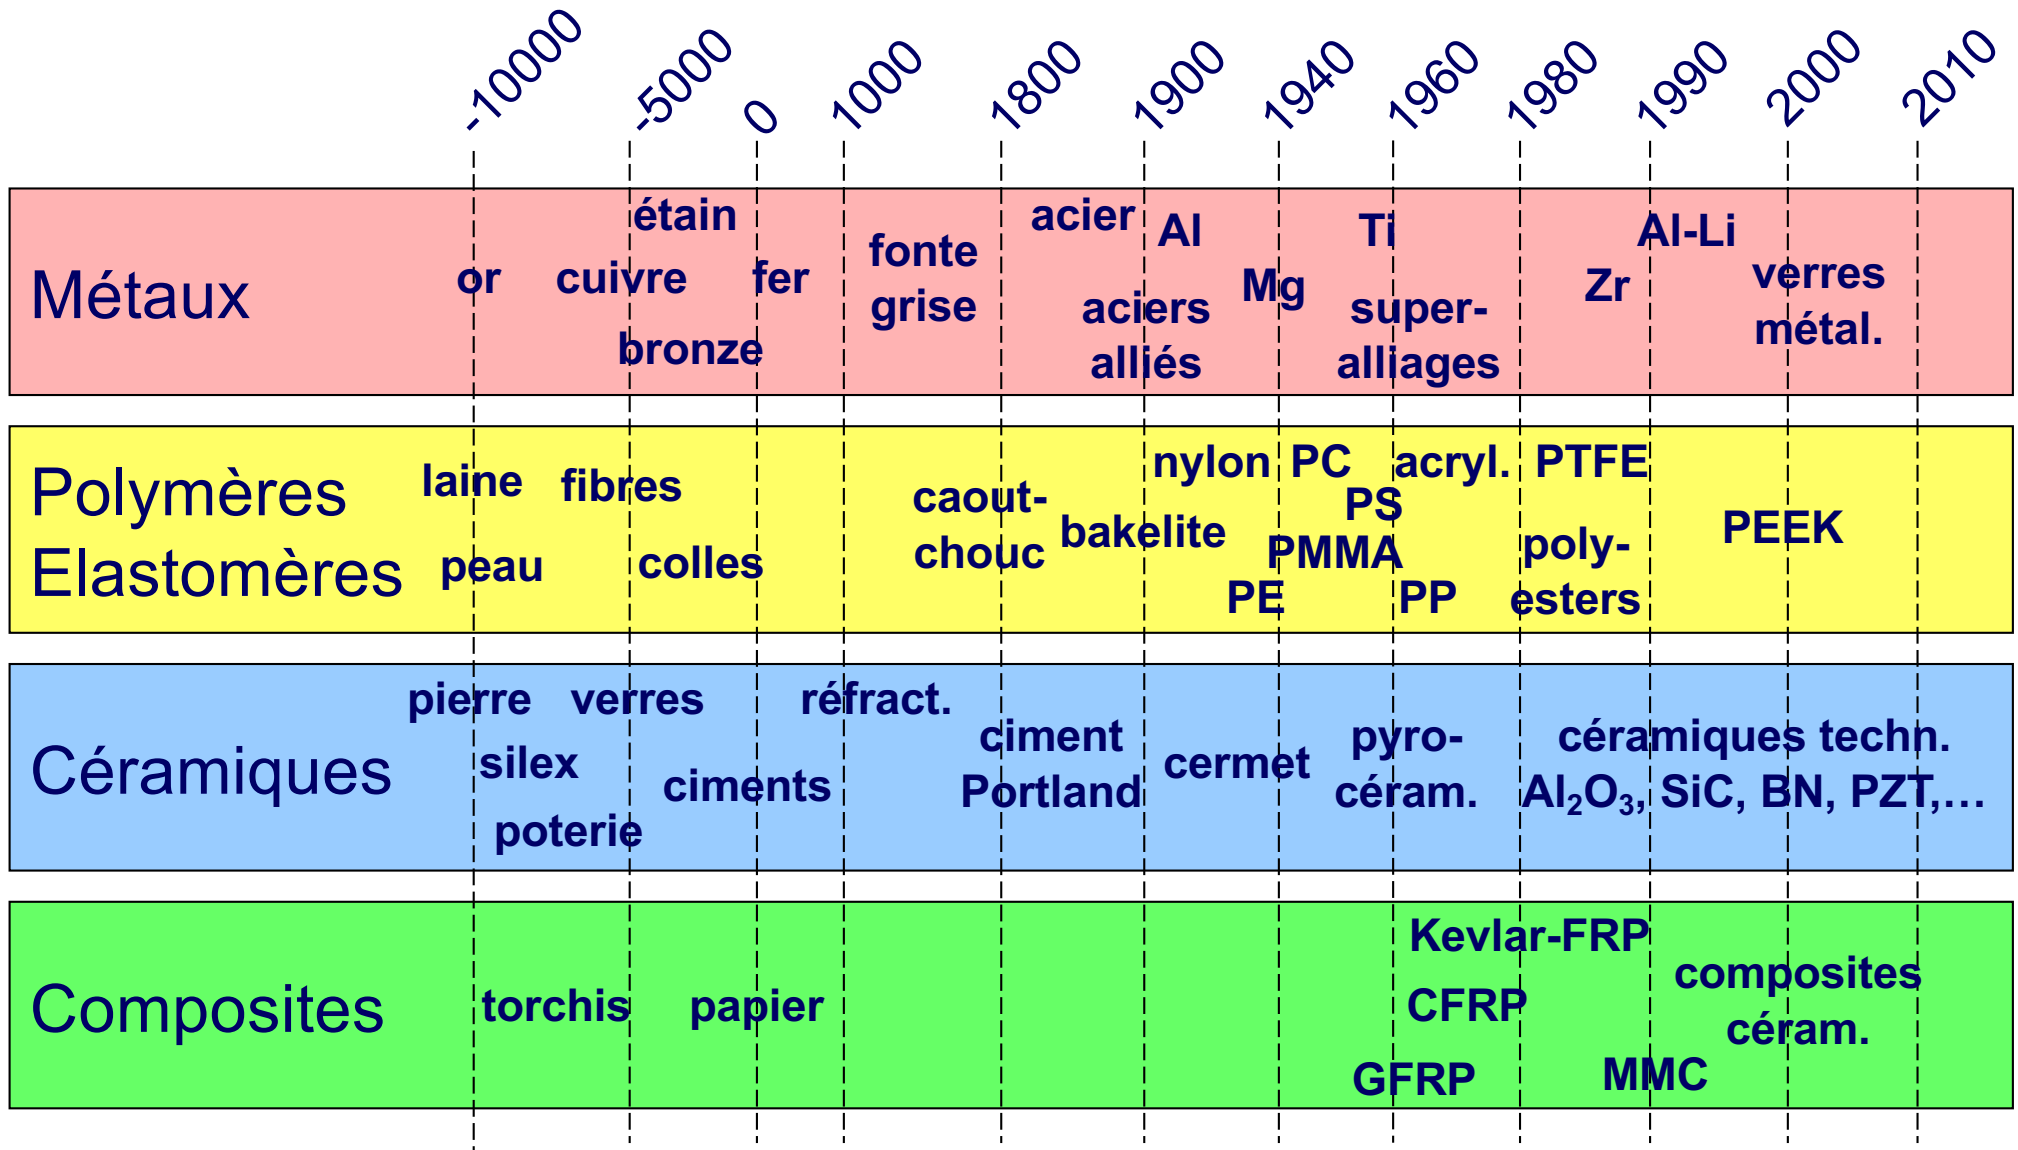 -10000 -5000 0 1000 1800 1900 1940 1960 1980 1990 2000 2010
Métaux
étain acier Al Ti Al-Li
or cuivre fer fonte Mg Zr verres
grise aciers super- métal.
bronze alliés alliages
Polymères
Elastomères
laine fibres nylon PC acryl. PTFE
caout- PS
bakelite PEEK
peau colles chouc PMMA poly-
PE PP esters
Céramiques
pierre verres réfract.
silex ciment cermet pyro- céramiques techn.
ciments Portland céram. Al₂O₃, SiC, BN, PZT,…
poterie
Composites
Kevlar-FRP
composites
torchis papier CFRP céram.
GFRP MMC